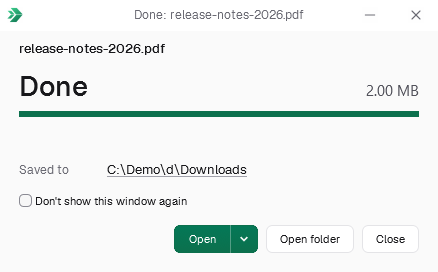 Done: release-notes-2026.pdf
release-notes-2026.pdf
Done 2.00 MB
Saved to C:\Demo\d\Downloads
Don't show this window again
Open Open folder Close